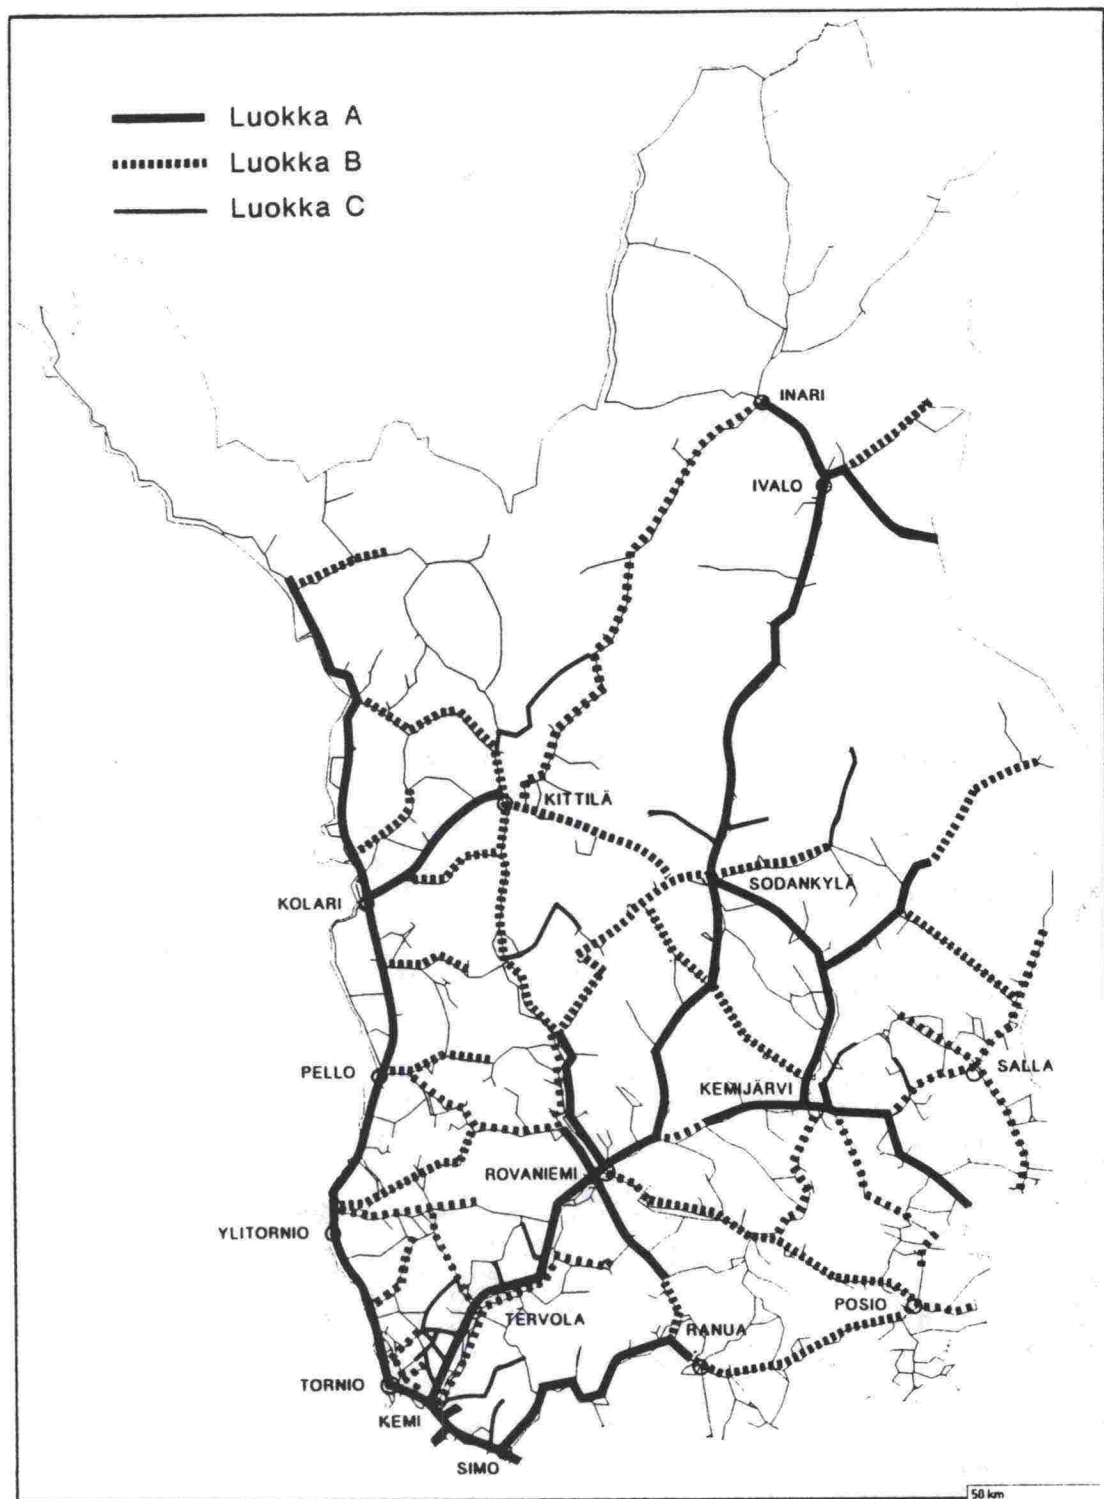 Luokka A
Luokka B
Luokka C
INARI
IVALO
KITTILÄ
SODANKYLÄ
KOLARI
PELLO
SALLA
KEMIJÄRVI
ROVANIEMI
YLITORNIO
POSIO
TERVOLA
RANUA
TORNIO
KEMI
SIMO
50 km